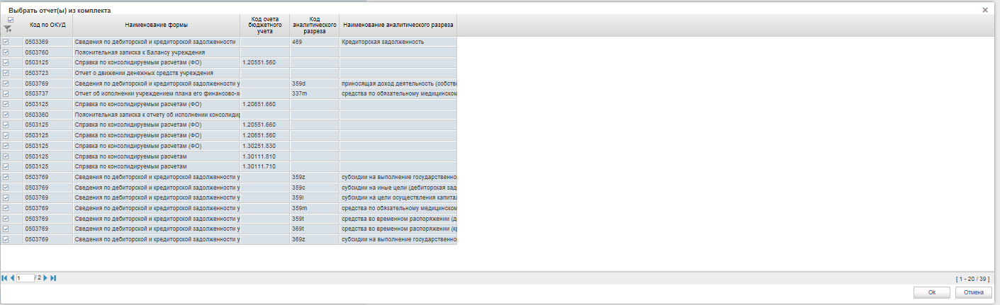 Выбрать отчет(ы) из комплекта
Код по ОКУД Наименование формы Код счета бюджетного учета Код аналитического разреза Наименование аналитического разреза
0503369 Сведения по дебиторской и кредиторской задолженности 469 Кредиторская задолженность
0503760 Пояснительная записка к Балансу учреждения
0503125 Справка по консолидируемым расчетам (ФО) 1.20551.560
0503723 Отчет о движении денежных средств учреждения
0503769 Сведения по дебиторской и кредиторской задолженности у 359d приносящая доход деятельность (собстве
0503737 Отчет об исполнении учреждением плана его финансово-х 337m средства по обязательному медицинском
0503125 Справка по консолидируемым расчетам (ФО) 1.20651.660
0503360 Пояснительная записка к отчету об исполнении консолидир
0503125 Справка по консолидируемым расчетам (ФО) 1.20551.660
0503125 Справка по консолидируемым расчетам (ФО) 1.20651.560
0503125 Справка по консолидируемым расчетам (ФО) 1.30251.830
0503125 Справка по консолидируемым расчетам 1.30111.810
0503125 Справка по консолидируемым расчетам 1.30111.710
0503769 Сведения по дебиторской и кредиторской задолженности у 359z субсидии на выполнение государственно
0503769 Сведения по дебиторской и кредиторской задолженности у 359c субсидии на иные цели (дебиторская зад
0503769 Сведения по дебиторской и кредиторской задолженности у 359i субсидии на цели осуществления капитал
0503769 Сведения по дебиторской и кредиторской задолженности у 359m средства по обязательному медицинском
0503769 Сведения по дебиторской и кредиторской задолженности у 359t средства во временном распоряжении (д
0503769 Сведения по дебиторской и кредиторской задолженности у 369t средства во временном распоряжении (кр
0503769 Сведения по дебиторской и кредиторской задолженности у 369z субсидии на выполнение государственно
1 / 2 [ 1 - 20 / 39 ]
Ok Отмена